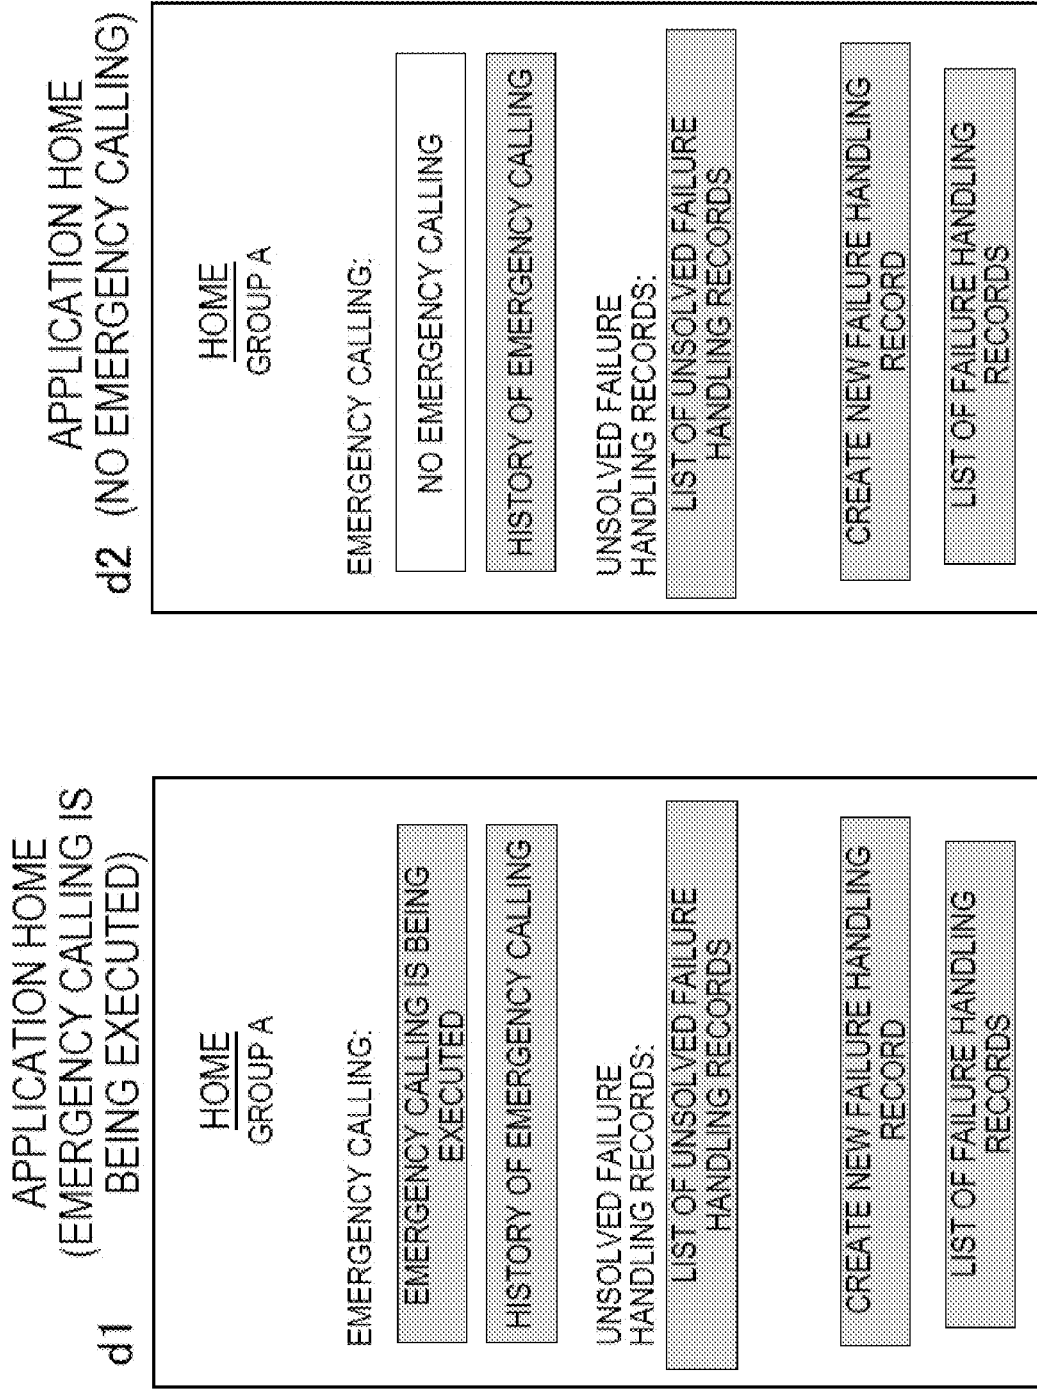 APPLICATION HOME
(EMERGENCY CALLING IS
BEING EXECUTED)
d1
HOME
GROUP A
EMERGENCY CALLING:
EMERGENCY CALLING IS BEING
EXECUTED
HISTORY OF EMERGENCY CALLING
UNSOLVED FAILURE
HANDLING RECORDS:
LIST OF UNSOLVED FAILURE
HANDLING RECORDS
CREATE NEW FAILURE HANDLING
RECORD
LIST OF FAILURE HANDLING
RECORDS
APPLICATION HOME
d2 (NO EMERGENCY CALLING)
HOME
GROUP A
EMERGENCY CALLING:
NO EMERGENCY CALLING
HISTORY OF EMERGENCY CALLING
UNSOLVED FAILURE
HANDLING RECORDS:
LIST OF UNSOLVED FAILURE
HANDLING RECORDS
CREATE NEW FAILURE HANDLING
RECORD
LIST OF FAILURE HANDLING
RECORDS